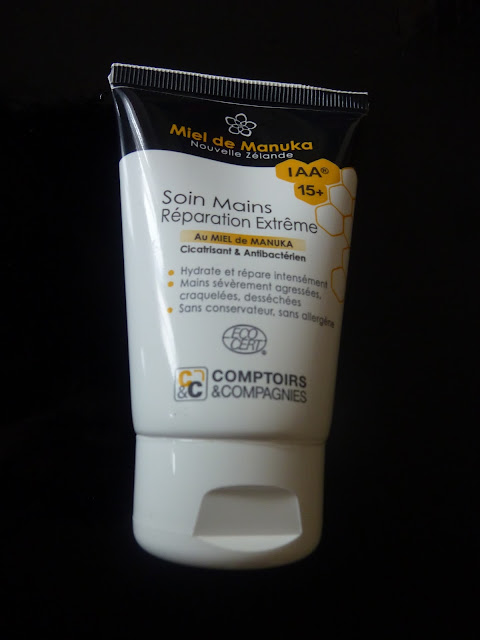 Miel de Manuka
Nouvelle Zélande
IAA®
15+
Soin Mains
Réparation Extrême
Au MIEL de MANUKA
Cicatrisant & Antibactérien
• Hydrate et répare intensément
• Mains sévèrement agressées,
craquelées, desséchées
• Sans conservateur, sans allergène
ECO
CERT®
C&C COMPTOIRS
&COMPAGNIES